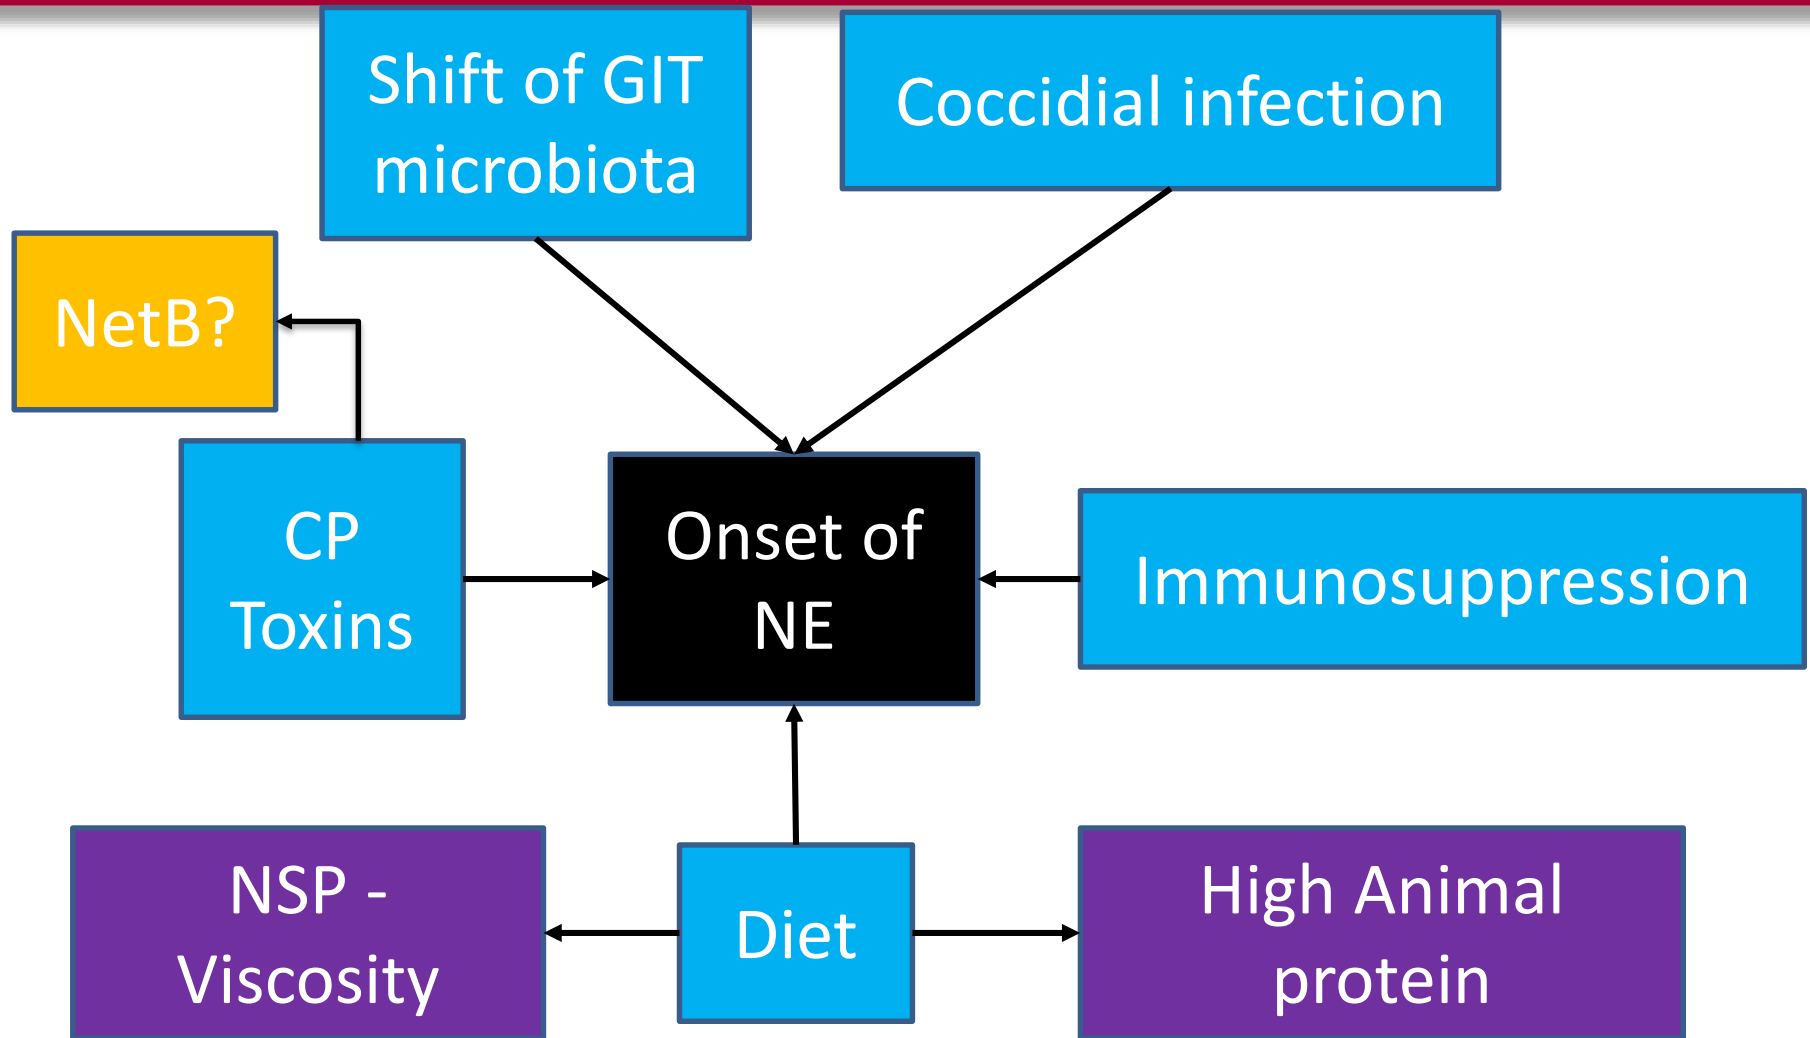 Shift of GIT
microbiota
Coccidial infection
NetB?
CP
Toxins
Onset of
NE
Immunosuppression
NSP -
Viscosity
Diet
High Animal
protein